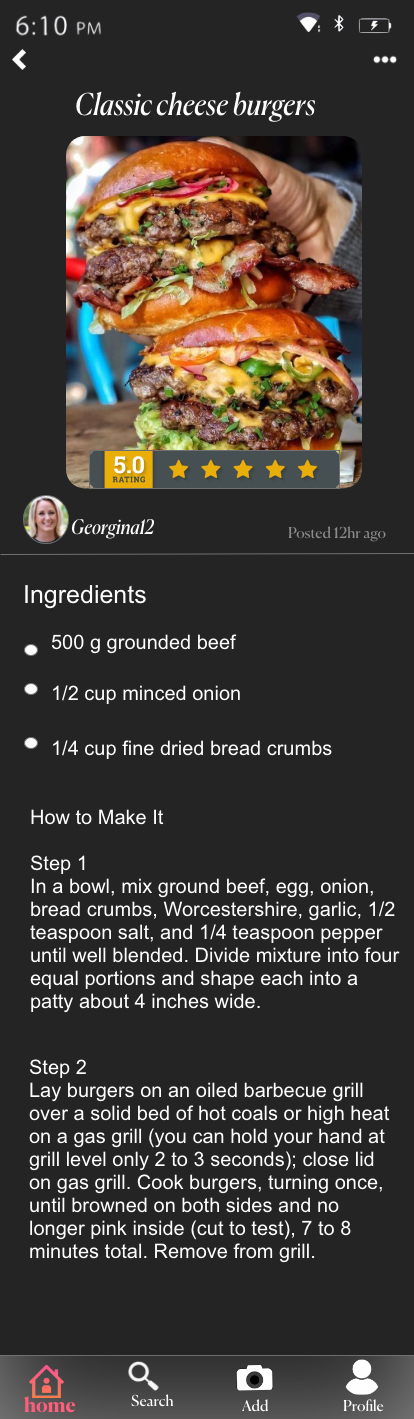 6:10 PM
Classic cheese burgers
5.0
RATING
Georgina12
Posted 12hr ago
Ingredients
500 g grounded beef
1/2 cup minced onion
1/4 cup fine dried bread crumbs
How to Make It
Step 1
In a bowl, mix ground beef, egg, onion,
bread crumbs, Worcestershire, garlic, 1/2
teaspoon salt, and 1/4 teaspoon pepper
until well blended. Divide mixture into four
equal portions and shape each into a
patty about 4 inches wide.
Step 2
Lay burgers on an oiled barbecue grill
over a solid bed of hot coals or high heat
on a gas grill (you can hold your hand at
grill level only 2 to 3 seconds); close lid
on gas grill. Cook burgers, turning once,
until browned on both sides and no
longer pink inside (cut to test), 7 to 8
minutes total. Remove from grill.
home
Search
Add
Profile